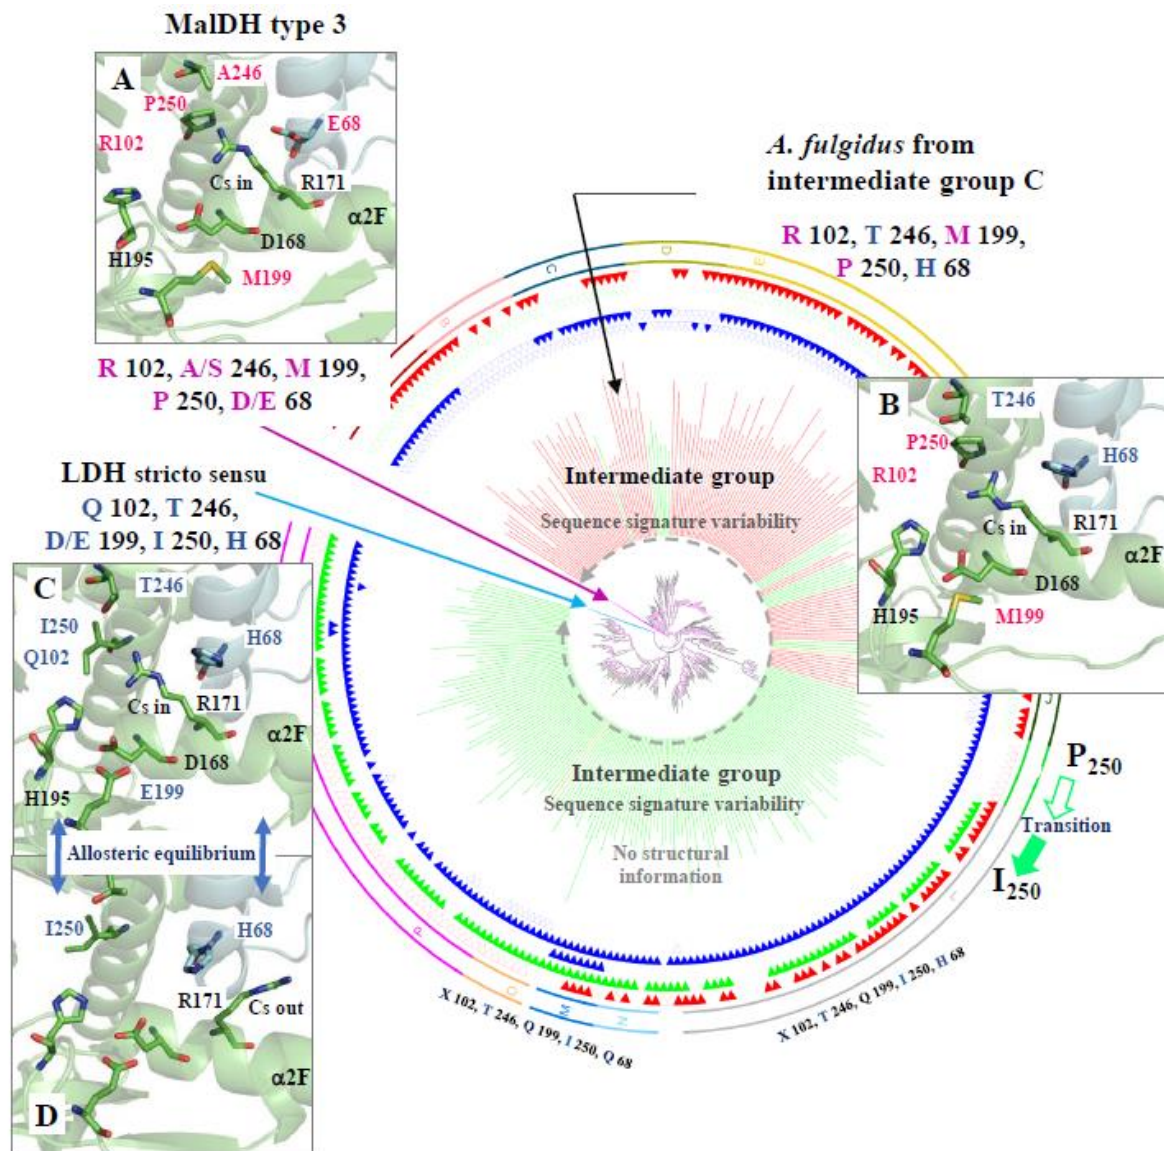 MalDH type 3
A
A246
P250
R102
E68
Cs in
R171
α2F
D168
H195
M199
R 102, A/S 246, M 199,
P 250, D/E 68
A. fulgidus from
intermediate group C
R 102, T 246, M 199,
P 250, H 68
B
C
D
E
B
T246
P250
H68
R102
Cs in
R171
α2F
D168
H195
M199
LDH stricto sensu
Q 102, T 246,
D/E 199, I 250, H 68
C
T246
I250
H68
Q102
Cs in
R171
α2F
D168
H195
E199
Allosteric equilibrium
I250
H68
R171
Cs out
α2F
D
Intermediate group
Sequence signature variability
Intermediate group
Sequence signature variability
No structural
information
P250
Transition
I250
L
N
M
O
P
X 102, T 246, Q 199, I 250, H 68
X 102, T 246, Q 199, I 250, Q 68